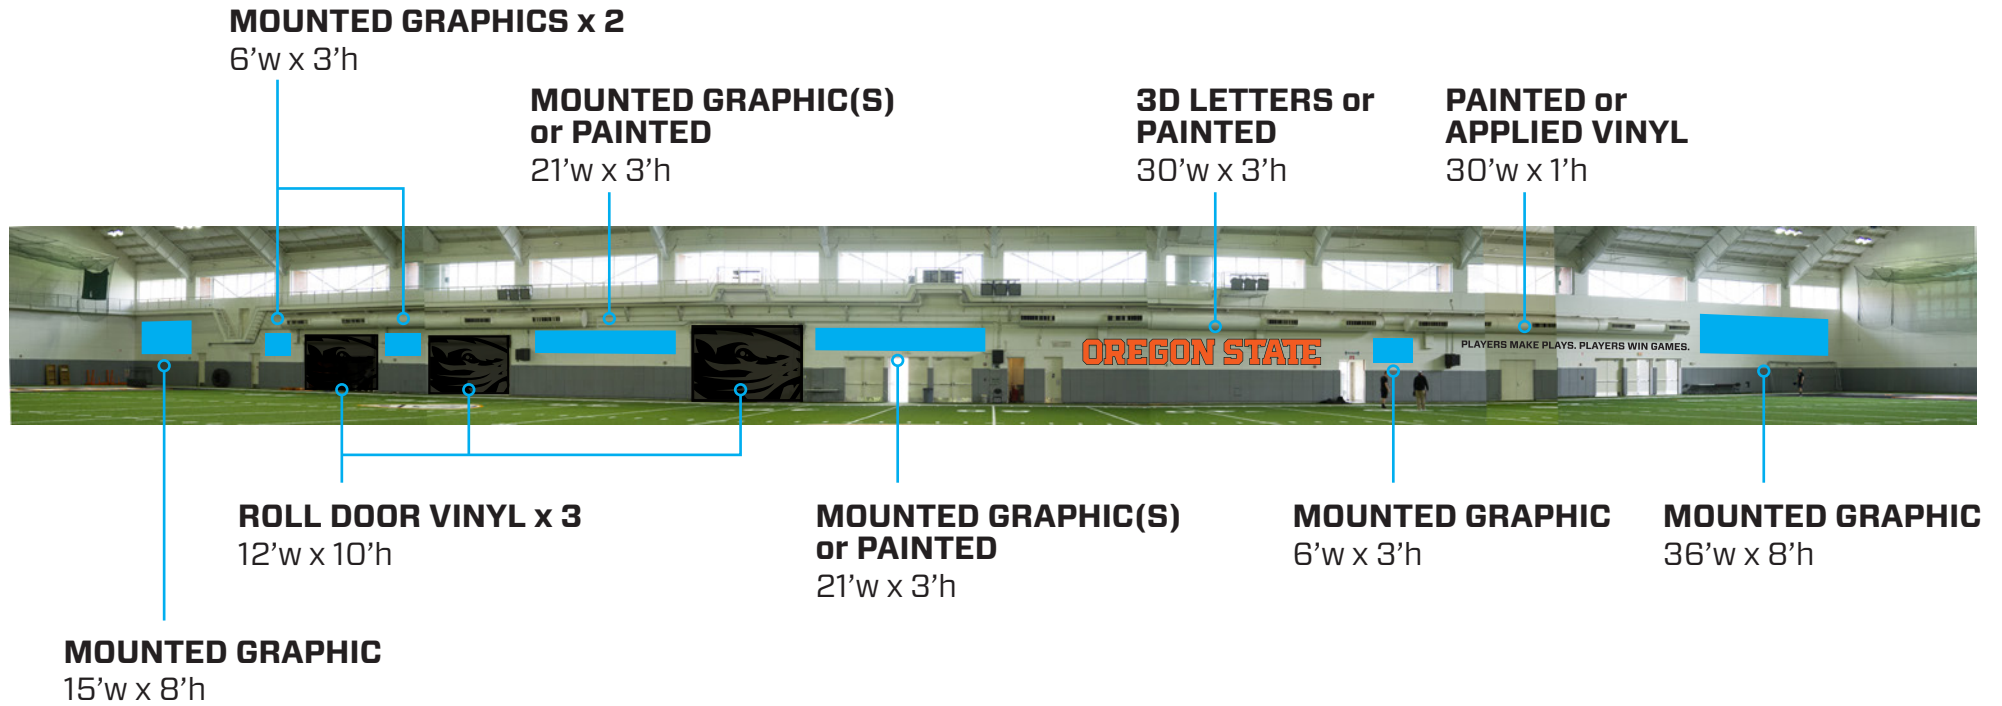 MOUNTED GRAPHICS x 2
6’w x 3’h
MOUNTED GRAPHIC(S)
or PAINTED
21’w x 3’h
3D LETTERS or
PAINTED
30’w x 3’h
PAINTED or
APPLIED VINYL
30’w x 1’h
OREGON STATE
PLAYERS MAKE PLAYS. PLAYERS WIN GAMES.
ROLL DOOR VINYL x 3
12’w x 10’h
MOUNTED GRAPHIC(S)
or PAINTED
21’w x 3’h
MOUNTED GRAPHIC
6’w x 3’h
MOUNTED GRAPHIC
36’w x 8’h
MOUNTED GRAPHIC
15’w x 8’h